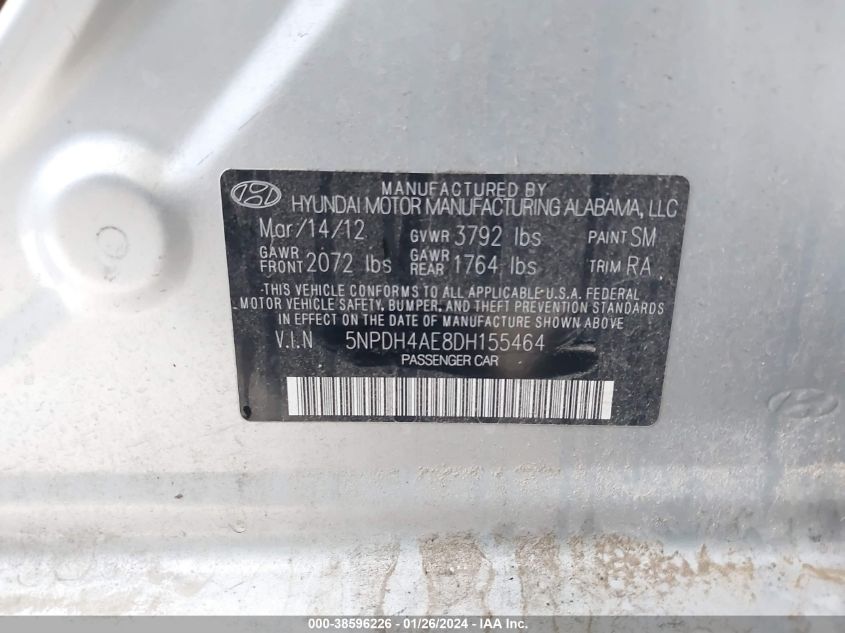 MANUFACTURED BY
HYUNDAI MOTOR MANUFACTURING ALABAMA, LLC
Mar/14/12 GVWR 3792 lbs PAINT SM
GAWR FRONT 2072 lbs GAWR REAR 1764 lbs TRIM RA
THIS VEHICLE CONFORMS TO ALL APPLICABLE U.S.A. FEDERAL
MOTOR VEHICLE SAFETY, BUMPER, AND THEFT PREVENTION STANDARDS
IN EFFECT ON THE DATE OF MANUFACTURE SHOWN ABOVE
V.I.N 5NPDH4AE8DH155464
PASSENGER CAR
000-38596226 - 01/26/2024 - IAA Inc.